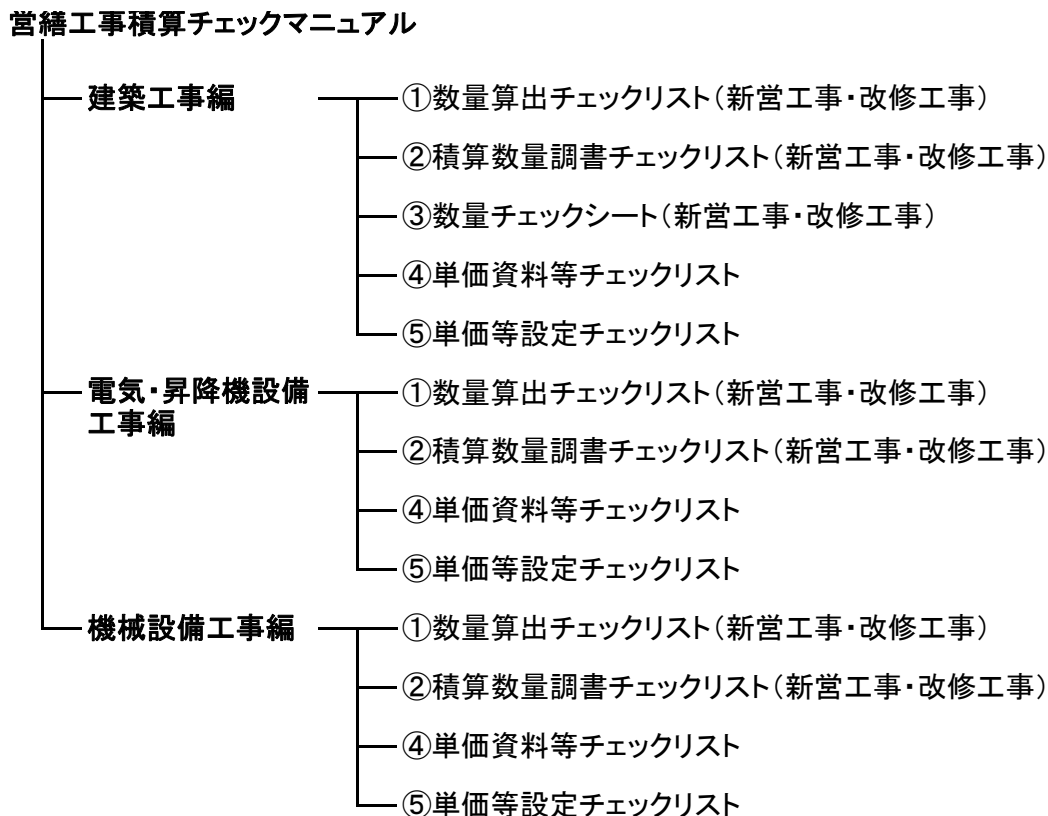 営繕工事積算チェックマニュアル
建築工事編
①数量算出チェックリスト（新営工事・改修工事）
②積算数量調書チェックリスト（新営工事・改修工事）
③数量チェックシート（新営工事・改修工事）
④単価資料等チェックリスト
⑤単価等設定チェックリスト
電気・昇降機設備
工事編
①数量算出チェックリスト（新営工事・改修工事）
②積算数量調書チェックリスト（新営工事・改修工事）
④単価資料等チェックリスト
⑤単価等設定チェックリスト
機械設備工事編
①数量算出チェックリスト（新営工事・改修工事）
②積算数量調書チェックリスト（新営工事・改修工事）
④単価資料等チェックリスト
⑤単価等設定チェックリスト